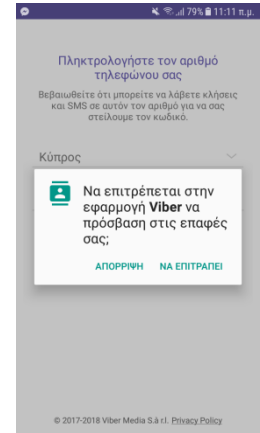 79% 11:11 π.μ.
Πληκτρολογήστε τον αριθμό
τηλεφώνου σας
Βεβαιωθείτε ότι μπορείτε να λάβετε κλήσεις
και SMS σε αυτόν τον αριθμό για να σας
στείλουμε τον κωδικό.
Κύπρος
Να επιτρέπεται στην
εφαρμογή Viber να
πρόσβαση στις επαφές
σας;
ΑΠΟΡΡΙΨΗ ΝΑ ΕΠΙΤΡΑΠΕΙ
© 2017-2018 Viber Media S.à r.l. Privacy Policy